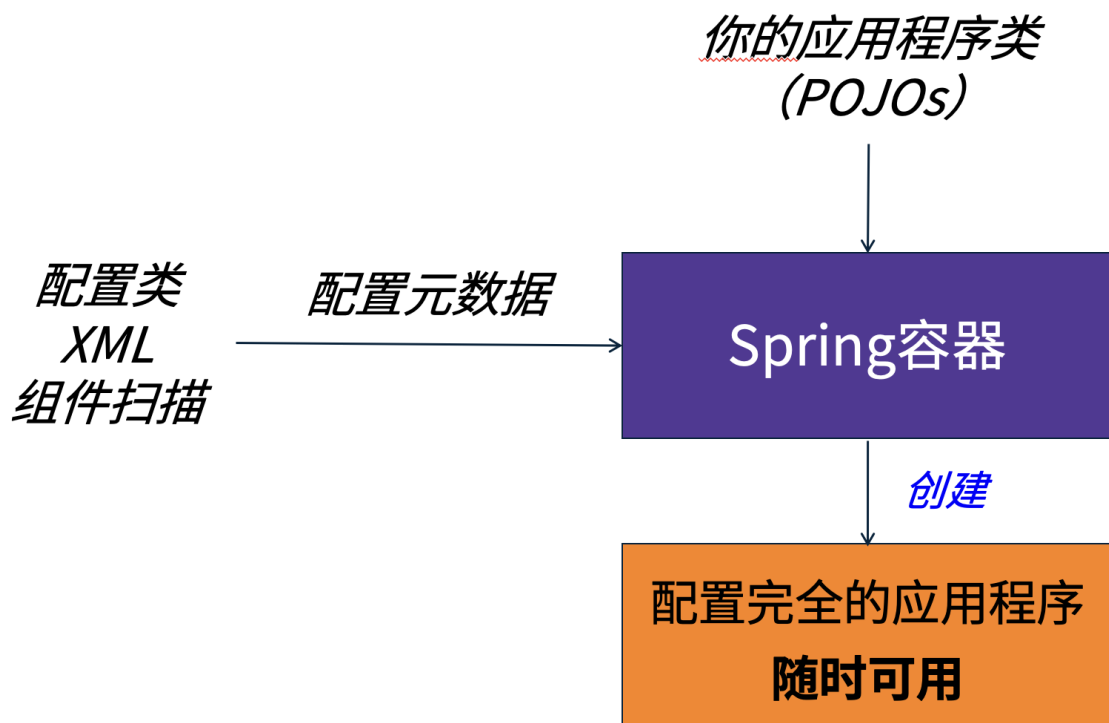 你的应用程序类
（POJOs）
配置类
XML
组件扫描
配置元数据
Spring容器
创建
配置完全的应用程序
随时可用